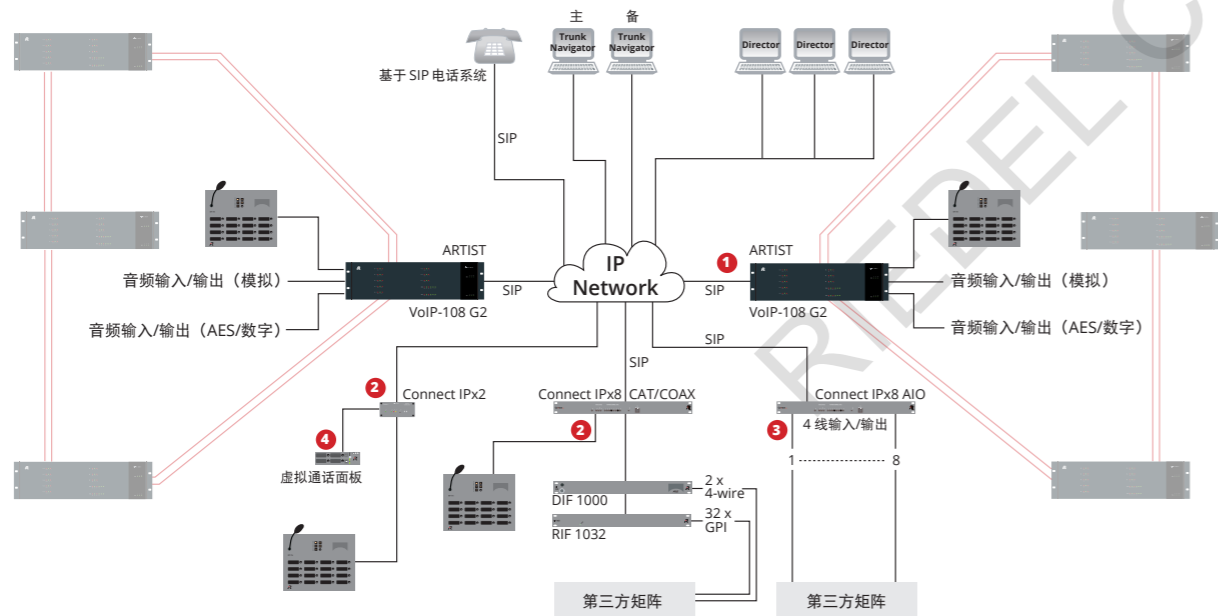 主
备
Trunk
Navigator
Trunk
Navigator
Director
Director
Director
基于 SIP 电话系统
SIP
ARTIST
IP
Network
1
ARTIST
音频输入/输出（模拟）
SIP
SIP
音频输入/输出（模拟）
VoIP-108 G2
VoIP-108 G2
音频输入/输出（AES/数字）
音频输入/输出（AES/数字）
SIP
SIP
2
Connect IPx2
Connect IPx8 CAT/COAX
Connect IPx8 AIO
4
2
3
4 线输入/输出
虚拟通话面板
1
8
DIF 1000
2 x
4-wire
RIF 1032
32 x
GPI
第三方矩阵
第三方矩阵
RIEDEL C